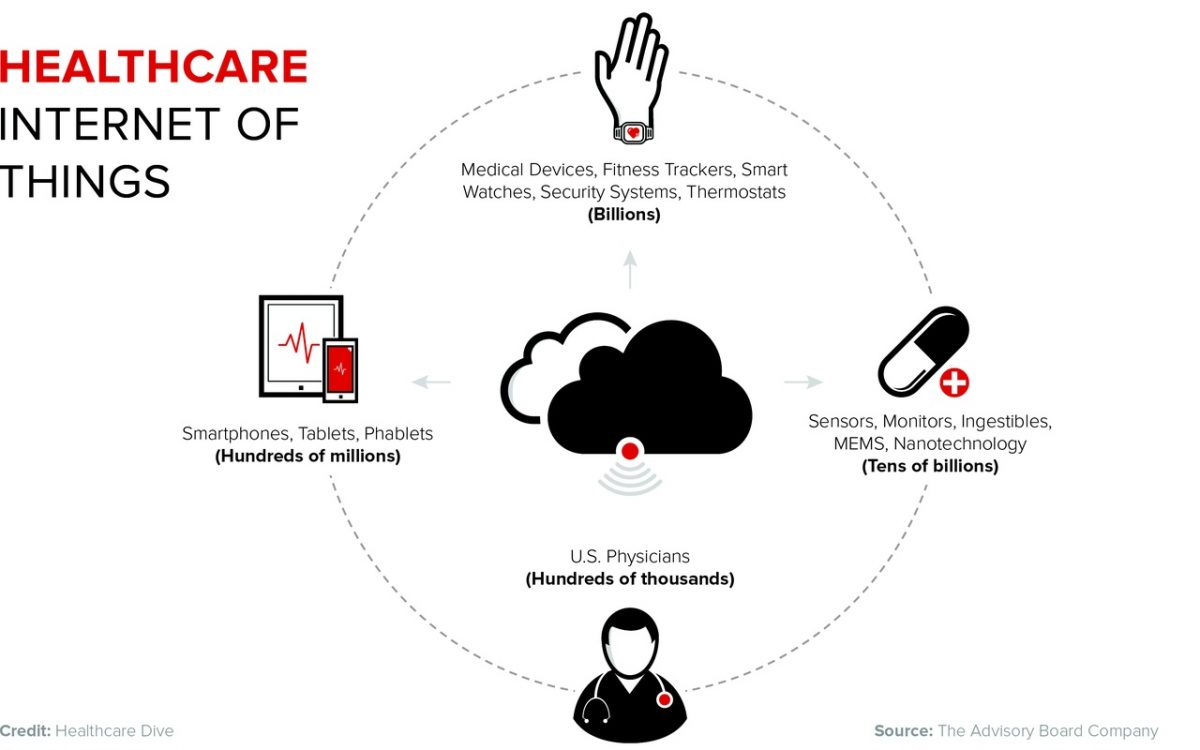 HEALTHCARE
INTERNET OF
THINGS
Medical Devices, Fitness Trackers, Smart
Watches, Security Systems, Thermostats
(Billions)
Smartphones, Tablets, Phablets
(Hundreds of millions)
Sensors, Monitors, Ingestibles,
MEMS, Nanotechnology
(Tens of billions)
U.S. Physicians
(Hundreds of thousands)
Credit: Healthcare Dive
Source: The Advisory Board Company